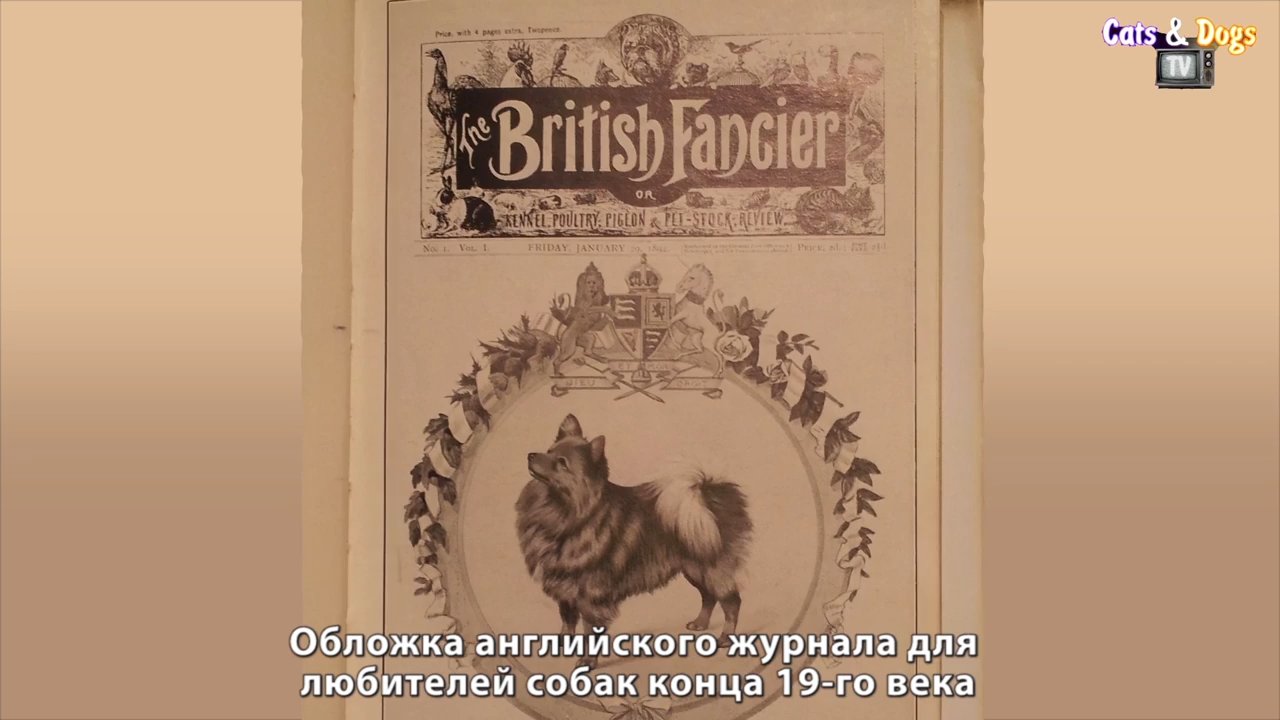 Cats & Dogs
TV
Price, with 4 pages extra, Twopence.
The British Fancier
OR
KENNEL, POULTRY, PIGEON & PET-STOCK-REVIEW.
No. 1. Vol. I. FRIDAY, JANUARY
DIEU
Обложка английского журнала для
любителей собак конца 19-го века